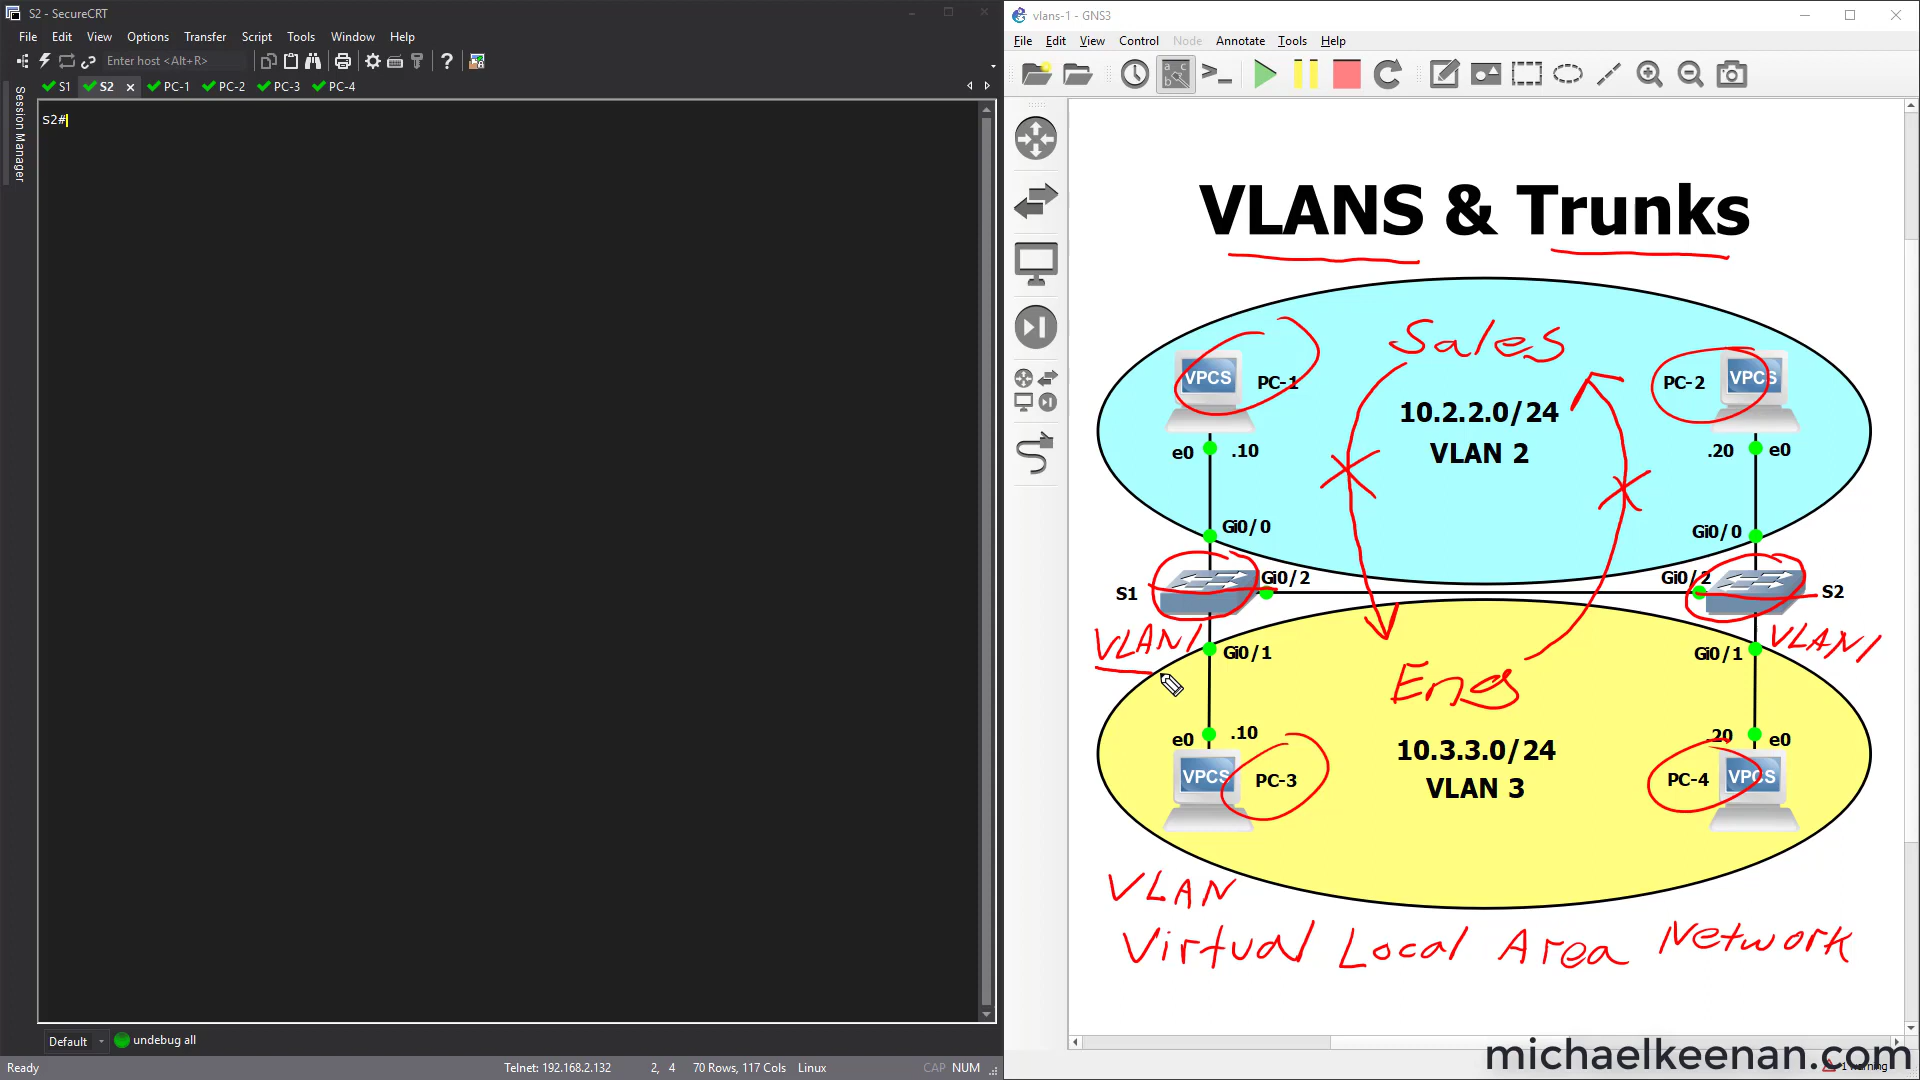 S2 - SecureCRT
File Edit View Options Transfer Script Tools Window Help
Enter host <Alt+R>
S1 S2 PC-1 PC-2 PC-3 PC-4
Session Manager
S2#
Default undebug all
Ready Telnet: 192.168.2.132 2, 4 70 Rows, 117 Cols Linux CAP NUM
vlans-1 - GNS3
File Edit View Control Node Annotate Tools Help
VLANS & Trunks
Sales
VPCS PC-1
PC-2 VPCS
10.2.2.0/24
VLAN 2
e0 .10
.20 e0
Gi0/0
Gi0/0
S1 Gi0/2
Gi0/2 S2
VLAN1
VLAN1
Gi0/1
Gi0/1
Eng
e0 .10
.20 e0
10.3.3.0/24
VLAN 3
VPCS PC-3
PC-4 VPCS
VLAN
Virtual Local Area Network
michaelkeenan.com
1 warning